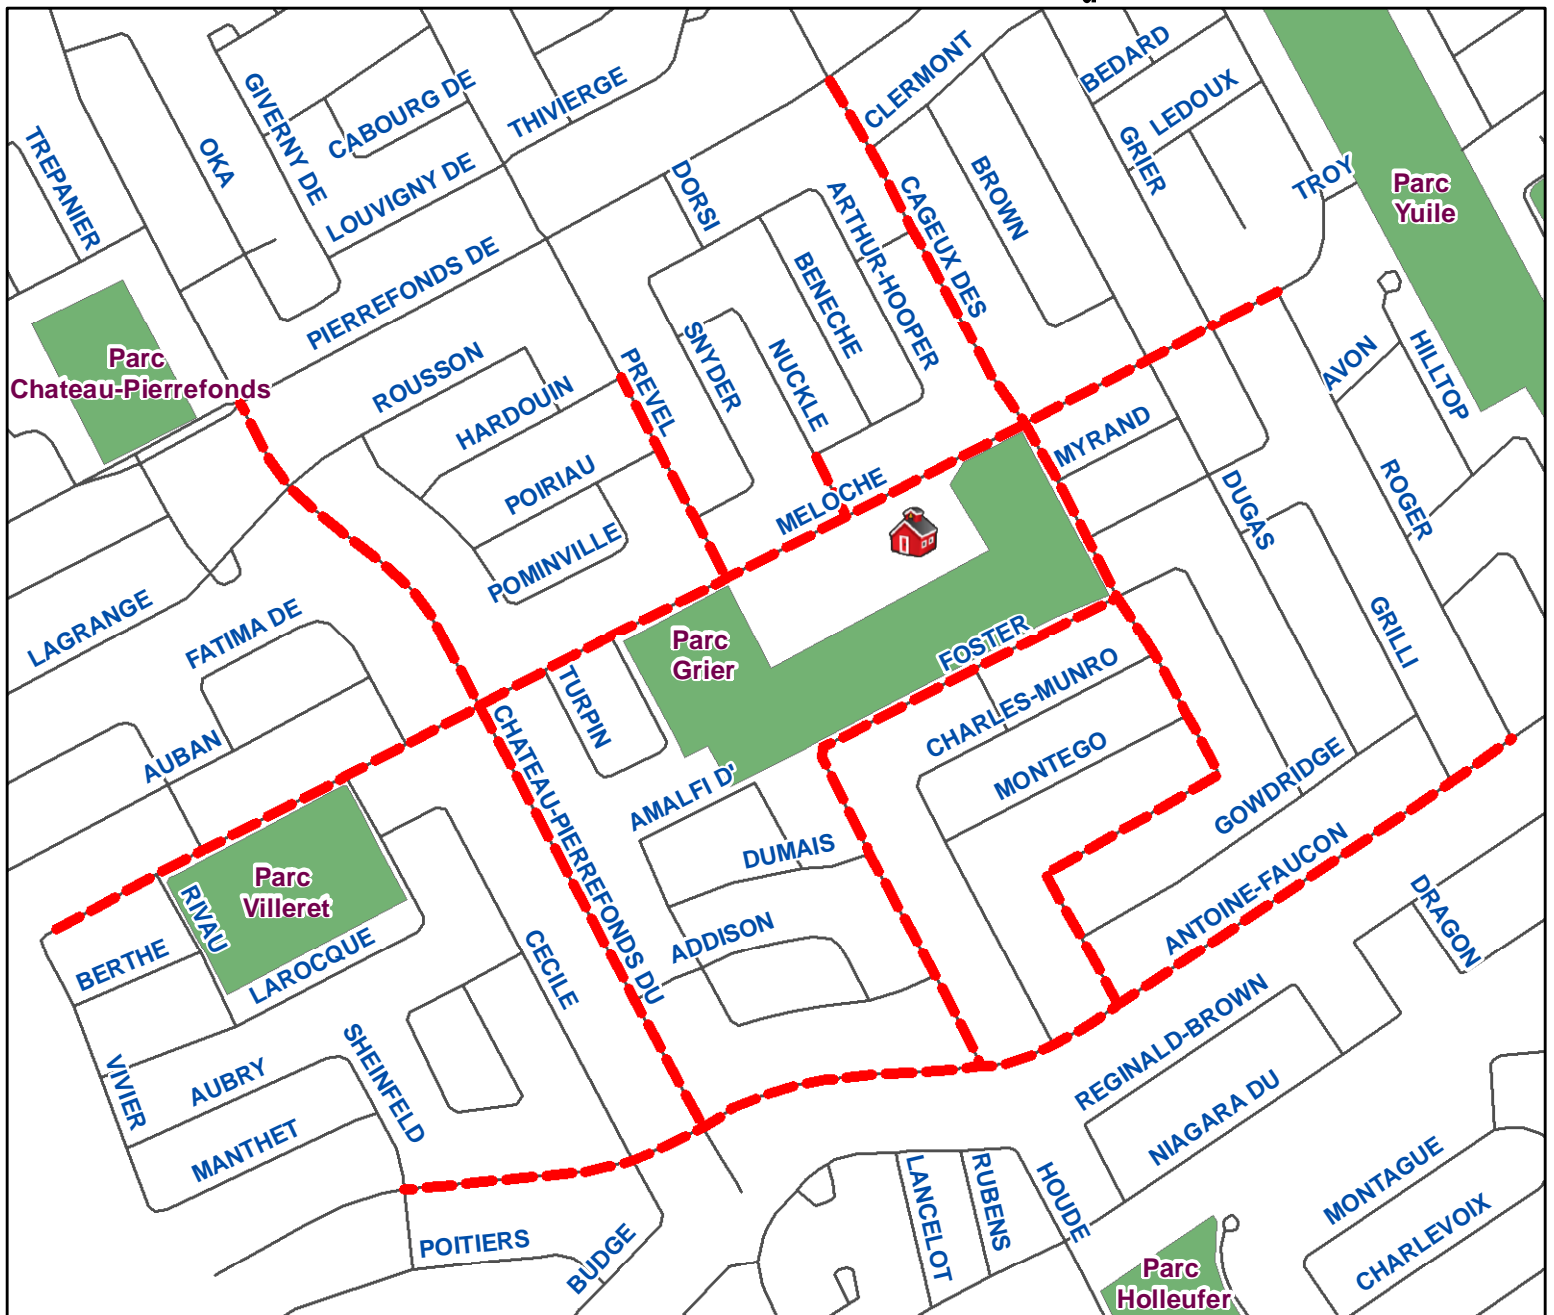 CLERMONT
BEDARD
LEDOUX
GIVERNY DE
CABOURG DE
THIVIERGE
TREPANIER
OKA
LOUVIGNY DE
DORSI
ARTHUR-HOOPER
CAGEUX DES
BROWN
GRIER
TROY
Parc
Yuile
PIERREFONDS DE
BENECHE
Parc
Chateau-Pierrefonds
ROUSSON
HARDOUIN
PREVEL
SNYDER
NUCKLE
AVON
HILLTOP
MYRAND
POIRIAU
MELOCHE
DUGAS
ROGER
POMINVILLE
LAGRANGE
FATIMA DE
Parc
Grier
FOSTER
GRILLI
TURPIN
CHARLES-MUNRO
AUBAN
CHATEAU-PIERREFONDS DU
AMALFI D'
MONTEGO
GOWDRIDGE
DUMAIS
ANTOINE-FAUCON
Parc
Villeret
RIVAU
BERTHE
LAROCQUE
CECILE
ADDISON
DRAGON
VIVIER
AUBRY
SHEINFELD
REGINALD-BROWN
MANTHET
NIAGARA DU
LANCELOT
RUBENS
HOUDE
MONTAGUE
POITIERS
BUDGE
CHARLEVOIX
Parc
Holleufer